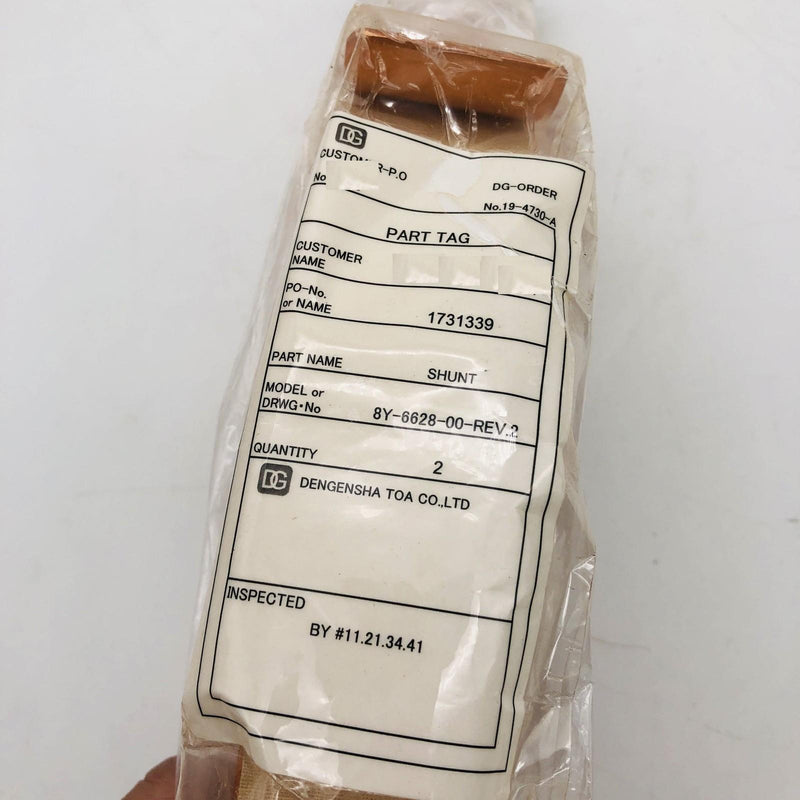 DG
DG-ORDER
No
No.19-4730-A
PART TAG
CUSTOMER
NAME
PO-No.
or NAME
1731339
PART NAME
SHUNT
MODEL or
DRWG・No
8Y-6628-00-REV.2
QUANTITY
2
DG
DENGENSHA TOA CO.,LTD
INSPECTED
BY #11.21.34.41